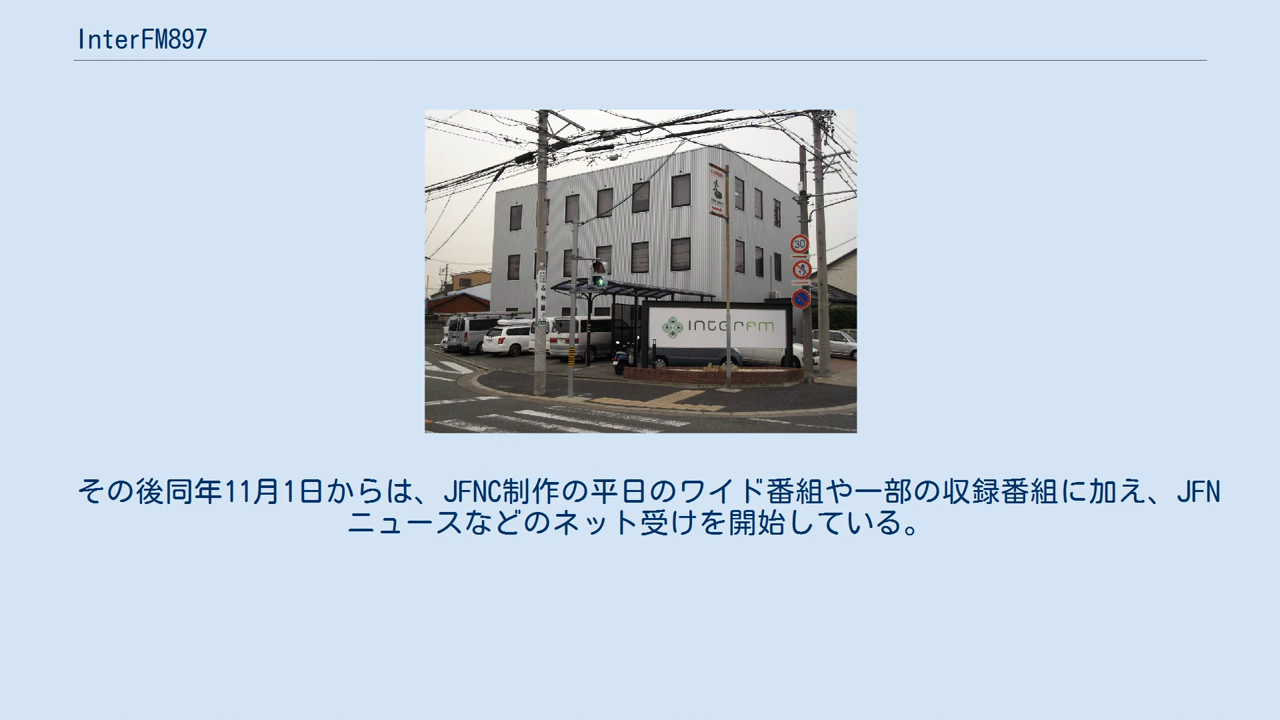 InterFM897
30
InterFM
その後同年11月1日からは、JFNC制作の平日のワイド番組や一部の収録番組に加え、JFN
ニュースなどのネット受けを開始している。